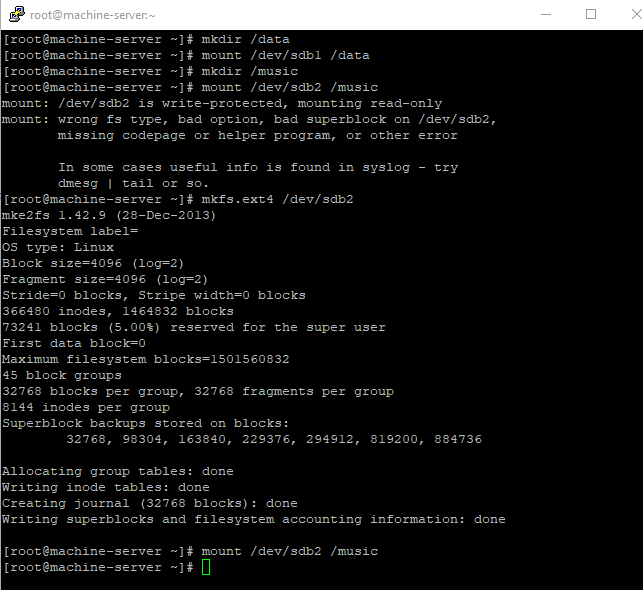 root@machine-server:~
[root@machine-server ~]# mkdir /data
[root@machine-server ~]# mount /dev/sdb1 /data
[root@machine-server ~]# mkdir /music
[root@machine-server ~]# mount /dev/sdb2 /music
mount: /dev/sdb2 is write-protected, mounting read-only
mount: wrong fs type, bad option, bad superblock on /dev/sdb2,
       missing codepage or helper program, or other error

       In some cases useful info is found in syslog - try
       dmesg | tail or so.
[root@machine-server ~]# mkfs.ext4 /dev/sdb2
mke2fs 1.42.9 (28-Dec-2013)
Filesystem label=
OS type: Linux
Block size=4096 (log=2)
Fragment size=4096 (log=2)
Stride=0 blocks, Stripe width=0 blocks
366480 inodes, 1464832 blocks
73241 blocks (5.00%) reserved for the super user
First data block=0
Maximum filesystem blocks=1501560832
45 block groups
32768 blocks per group, 32768 fragments per group
8144 inodes per group
Superblock backups stored on blocks:
        32768, 98304, 163840, 229376, 294912, 819200, 884736

Allocating group tables: done
Writing inode tables: done
Creating journal (32768 blocks): done
Writing superblocks and filesystem accounting information: done

[root@machine-server ~]# mount /dev/sdb2 /music
[root@machine-server ~]#